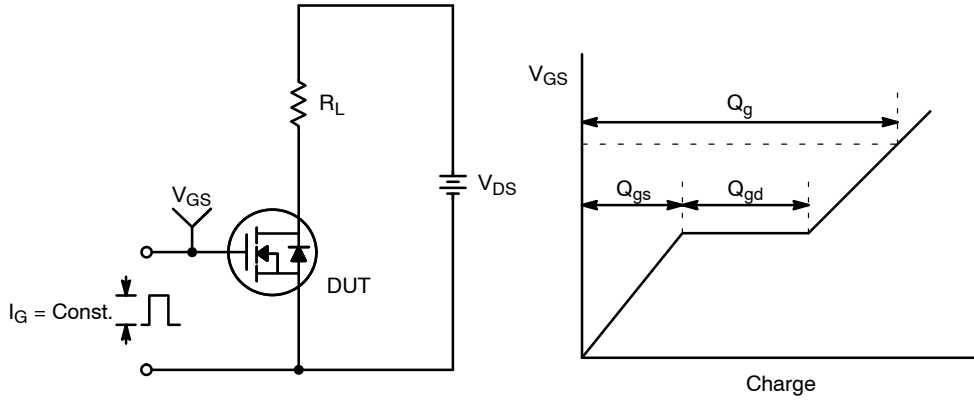 R_L
V_GS
V_DS
DUT
I_G = Const.
V_GS
Q_g
Q_gs
Q_gd
Charge